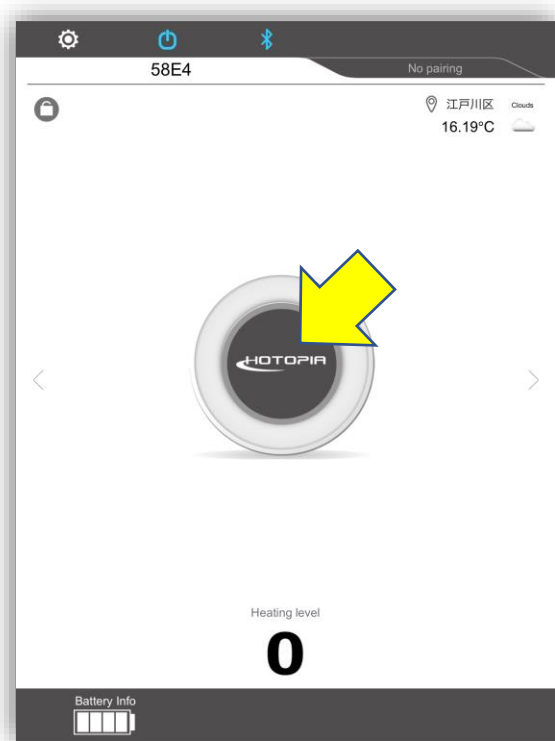 58E4
No pairing
江戸川区 Clouds
16.19°C
HOTOPIA
Heating level
0
Battery Info